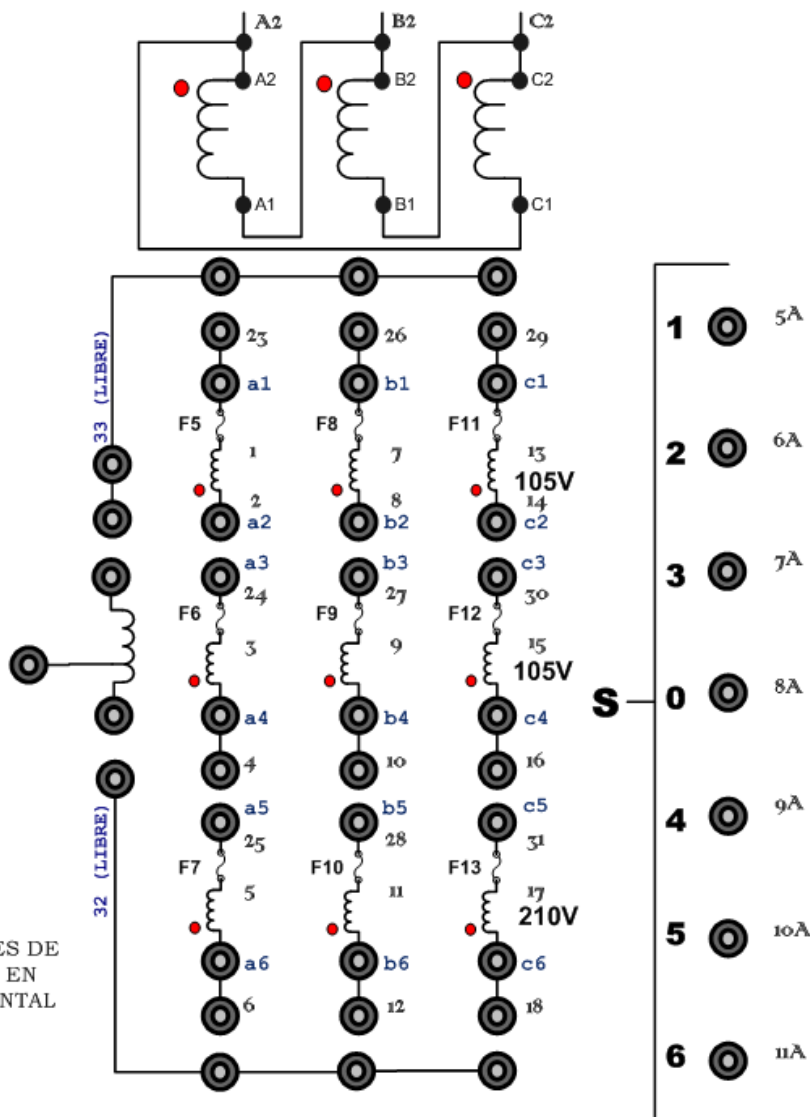 A2 B2 C2
A2 B2 C2
A1 B1 C1
33 (LIBRE)
23 26 29
a1 b1 c1
F5 F8 F11
1 7 13
105V
2 8 14
a2 b2 c2
a3 b3 c3
24 27 30
F6 F9 F12
3 9 15
105V
a4 b4 c4
4 10 16
32 (LIBRE)
a5 b5 c5
25 28 31
F7 F10 F13
5 11 17
210V
a6 b6 c6
6 12 18
ES DE
EN
NTAL
S
1 5A
2 6A
3 7A
0 8A
4 9A
5 10A
6 11A